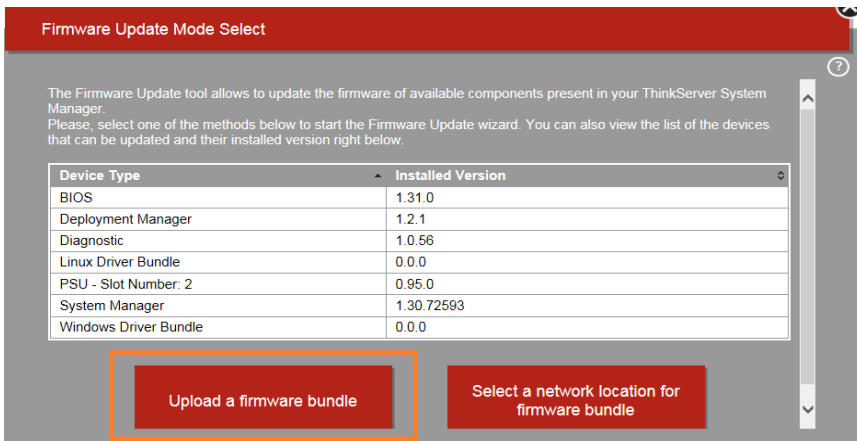 Firmware Update Mode Select
?
The Firmware Update tool allows to update the firmware of available components present in your ThinkServer System
Manager.
Please, select one of the methods below to start the Firmware Update wizard. You can also view the list of the devices
that can be updated and their installed version right below.
Device Type Installed Version
BIOS 1.31.0
Deployment Manager 1.2.1
Diagnostic 1.0.56
Linux Driver Bundle 0.0.0
PSU - Slot Number: 2 0.95.0
System Manager 1.30.72593
Windows Driver Bundle 0.0.0
Upload a firmware bundle
Select a network location for
firmware bundle